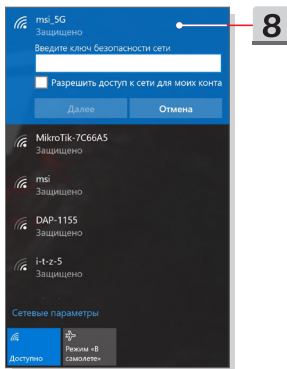 msi_5G
Защищено
Введите ключ безопасности сети
Разрешить доступ к сети для моих конта
Далее
Отмена
MikroTik-7C66A5
Защищено
msi
Защищено
DAP-1155
Защищено
i-t-z-5
Защищено
Сетевые параметры
Доступно
Режим «В
самолете»
8